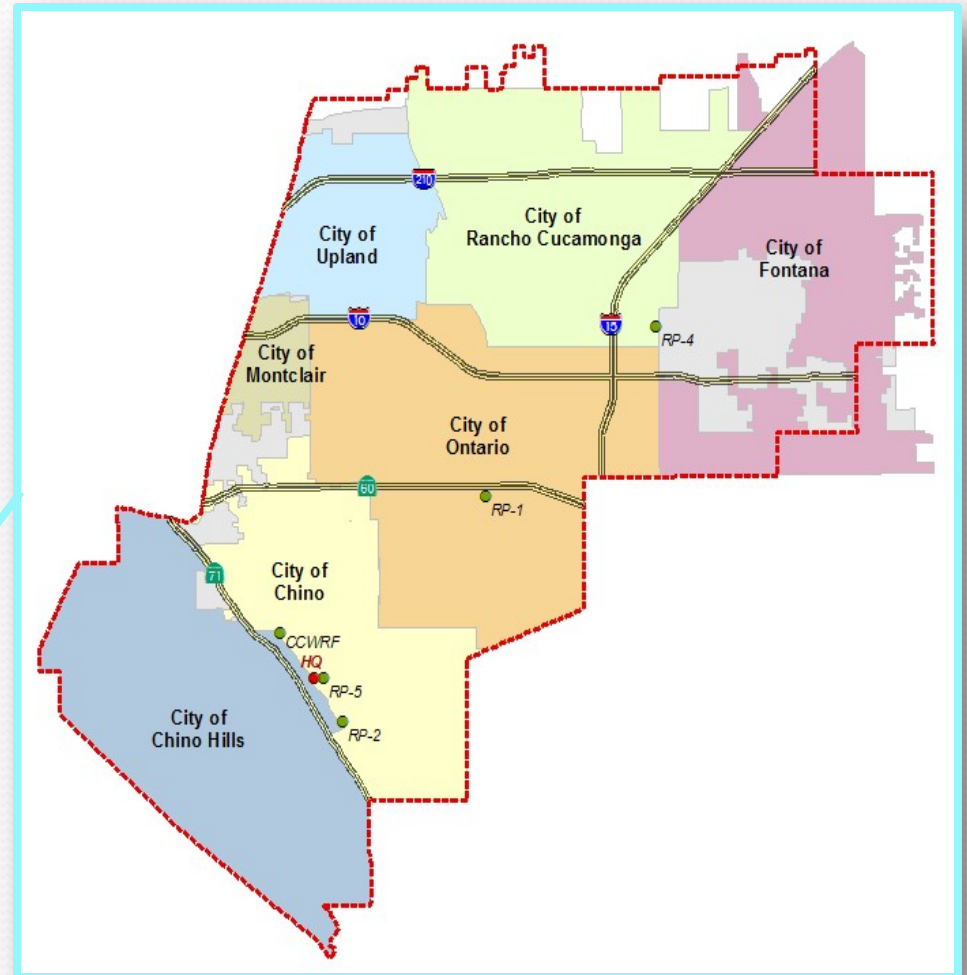 210
City of
Upland
City of
Rancho Cucamonga
City of
Fontana
10
15
RP-4
City of
Montclair
City of
Ontario
60
RP-1
71
City of
Chino
CCWRF
HQ
RP-5
RP-2
City of
Chino Hills